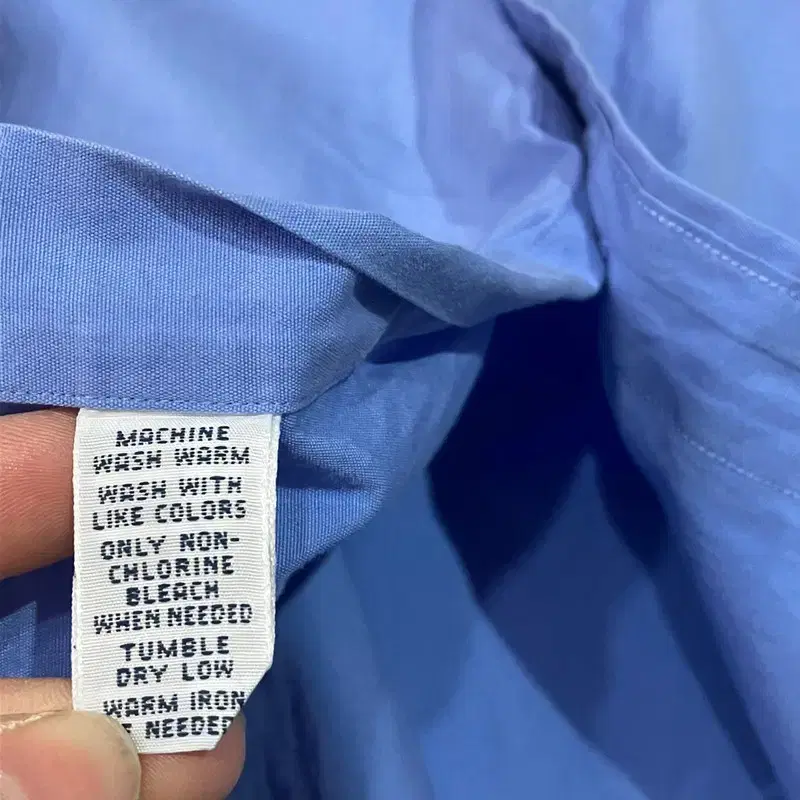 MACHINE
WASH WARM
WASH WITH
LIKE COLORS
ONLY NON-
CHLORINE
BLEACH
WHEN NEEDED
TUMBLE
DRY LOW
WARM IRON
NEEDED